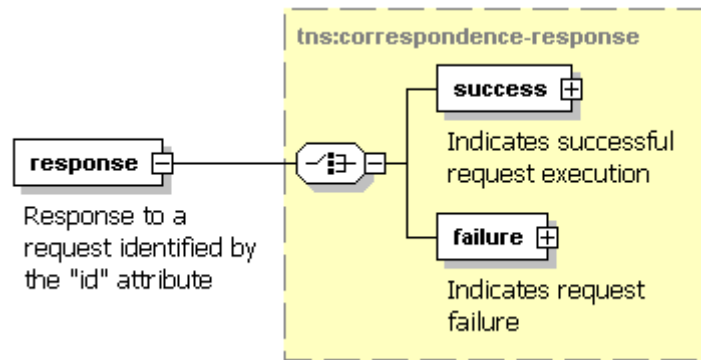 tns:correspondence-response
success
Indicates successful
request execution
response
Response to a
request identified by
the "id" attribute
failure
Indicates request
failure